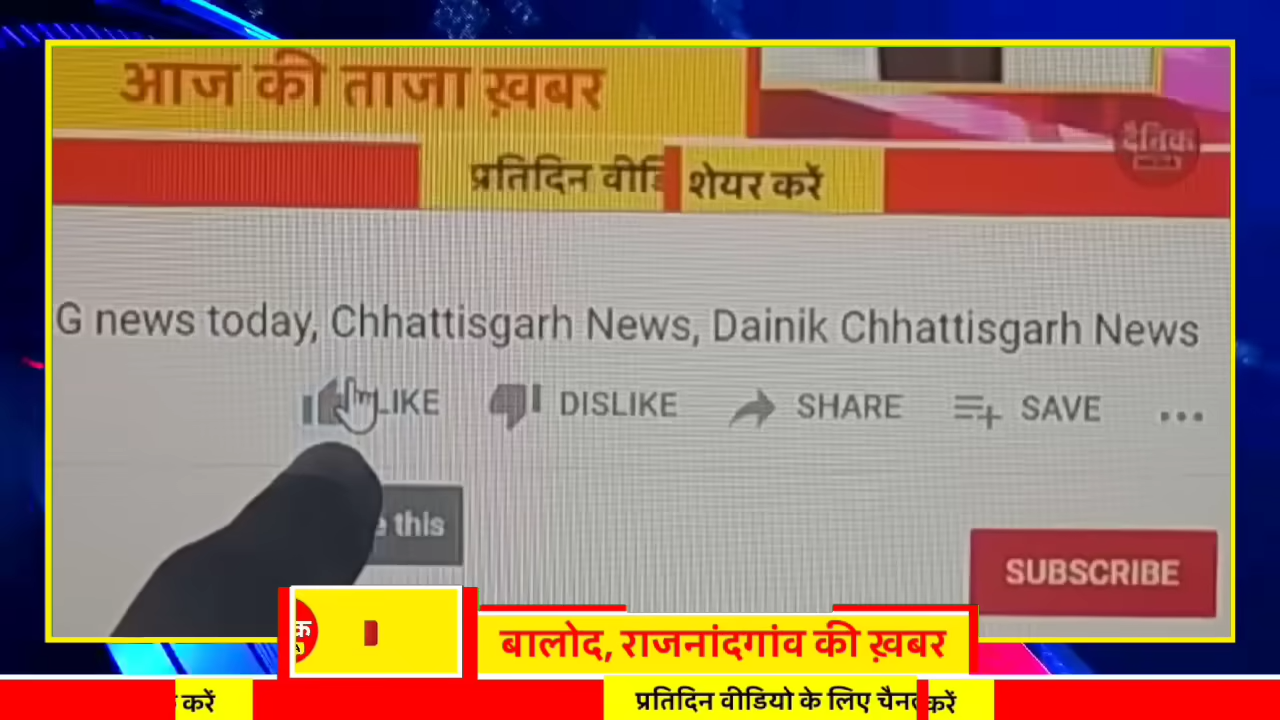 आज की ताजा ख़बर
दैनिक
MEDIA
प्रतिदिन
शेयर करें
G news today, Chhattisgarh News, Dainik Chhattisgarh News
LIKE DISLIKE SHARE SAVE
this
SUBSCRIBE
बालोद, राजनांदगांव की ख़बर
करें
प्रतिदिन वीडियो के लिए
करें